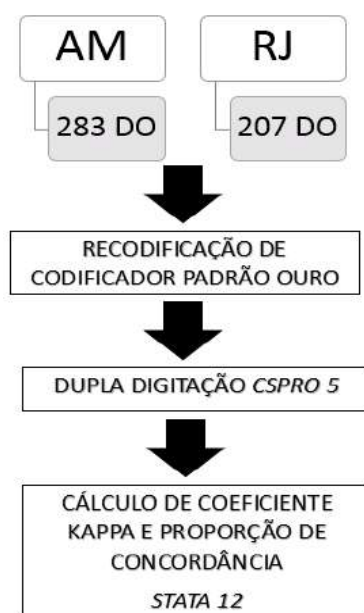 AM
RJ
283 DO
207 DO
RECODIFICAÇÃO DE
CODIFICADOR PADRÃO OURO
DUPLA DIGITAÇÃO CSPRO 5
CÁLCULO DE COEFICIENTE
KAPPA E PROPORÇÃO DE
CONCORDÂNCIA
STATA 12